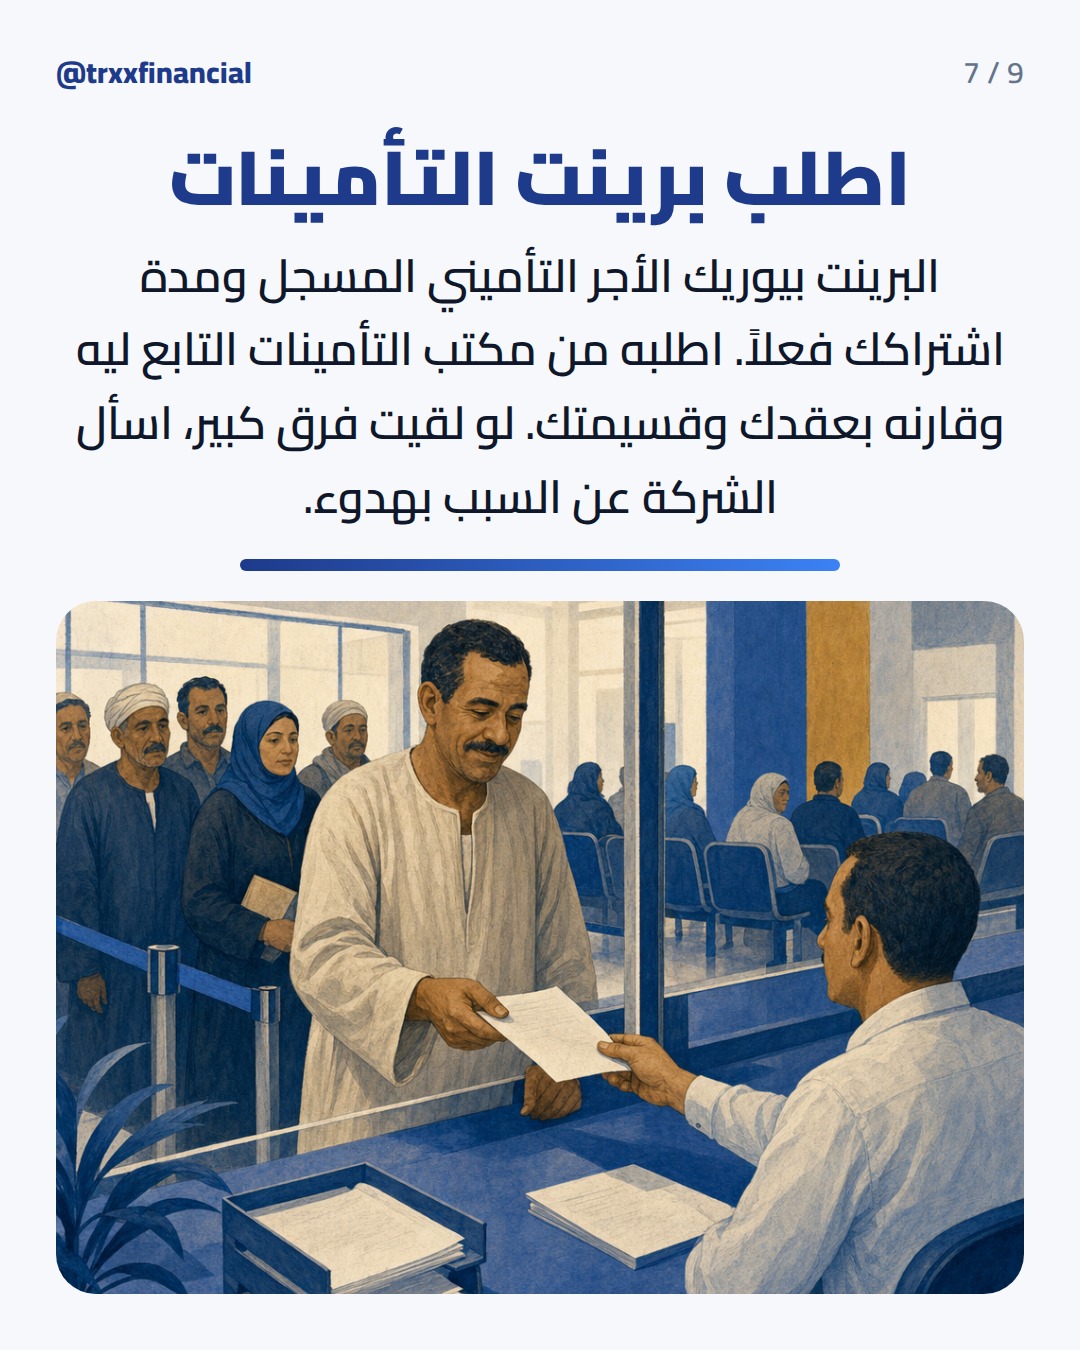 @trxxfinancial
7 / 9
اطلب برينت التأمينات
البرينت بيوريك الأجر التأميني المسجل ومدة
اشتراكك فعلاً. اطلبه من مكتب التأمينات التابع ليه
وقارنه بعقدك وقسيمتك. لو لقيت فرق كبير، اسأل
الشركة عن السبب بهدوء.